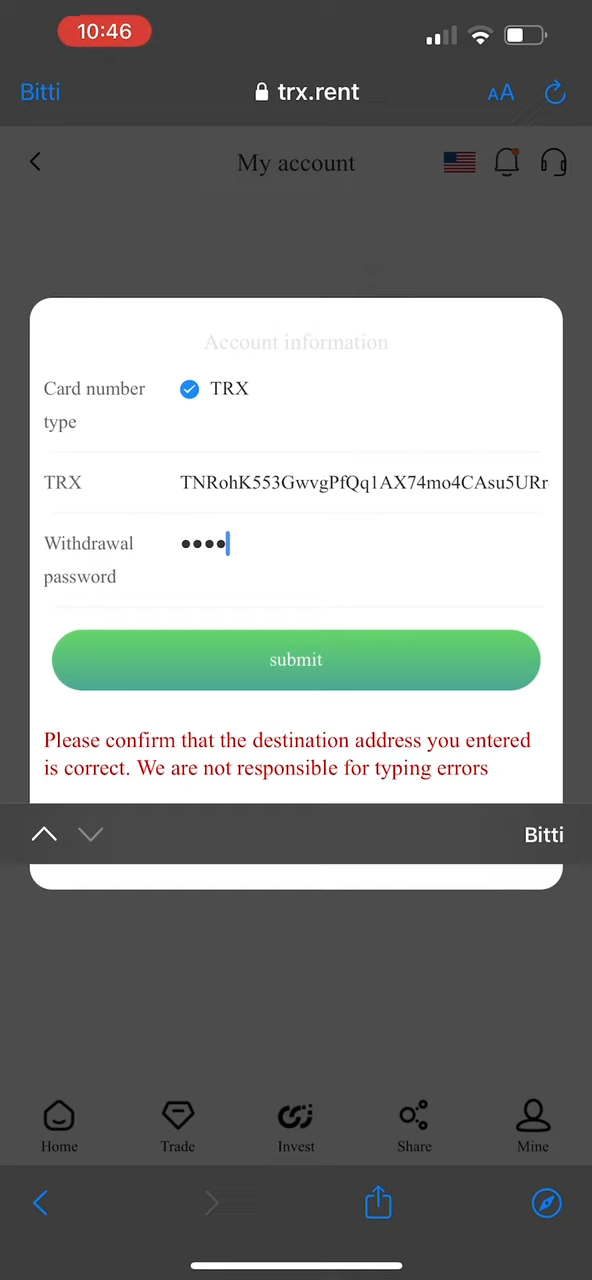 10:46
Bitti trx.rent AA
My account
Account information
Card number type TRX
TRX TNRohK553GwvgPfQq1AX74mo4CAsu5URr
Withdrawal password
submit
Please confirm that the destination address you entered
is correct. We are not responsible for typing errors
Bitti
Home Trade Invest Share Mine